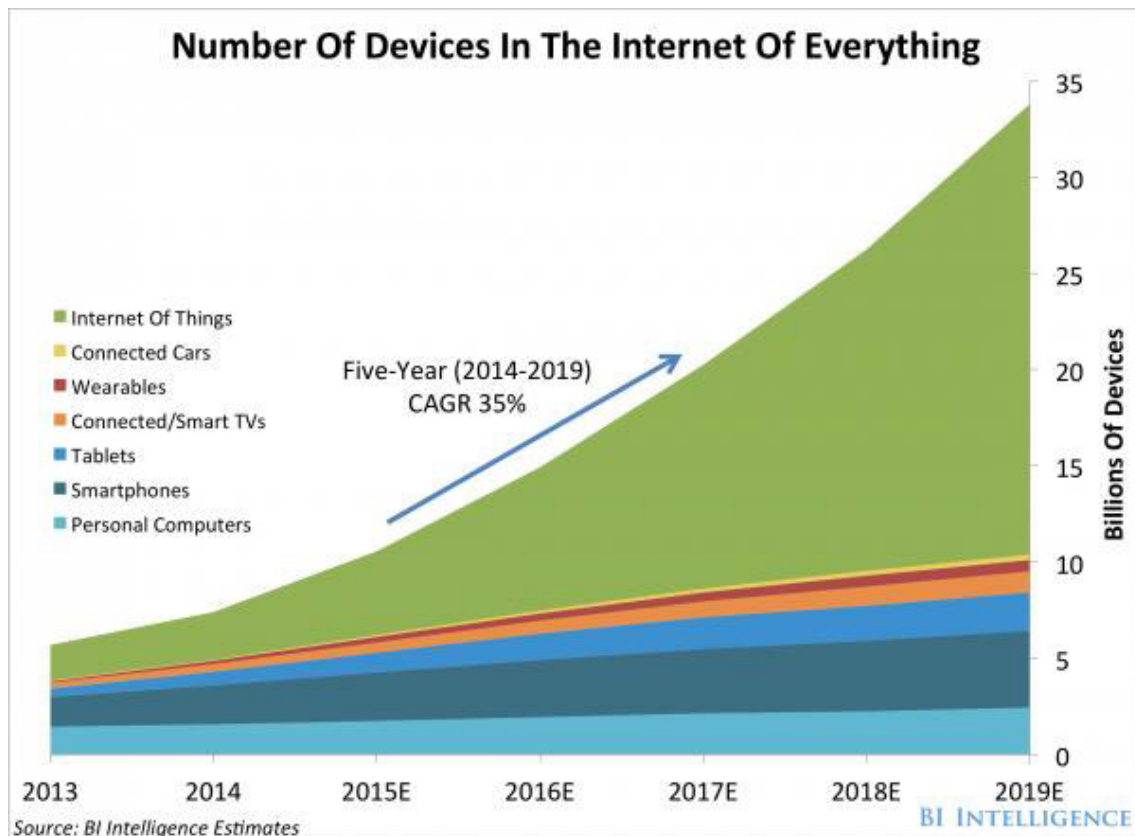 Number Of Devices In The Internet Of Everything
35
30
25
20
15
10
5
0
Billions Of Devices
Internet Of Things
Connected Cars
Wearables
Connected/Smart TVs
Tablets
Smartphones
Personal Computers
Five-Year (2014-2019)
CAGR 35%
2013 2014 2015E 2016E 2017E 2018E 2019E
Source: BI Intelligence Estimates
BI INTELLIGENCE